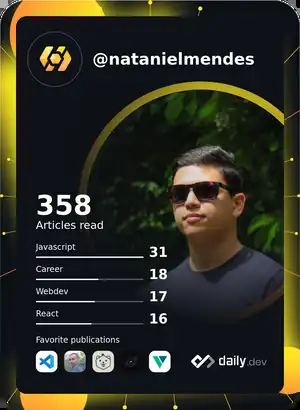 @natanielmendes
358
Articles read
Javascript
31
Career
18
Webdev
17
React
16
Favorite publications
daily.dev